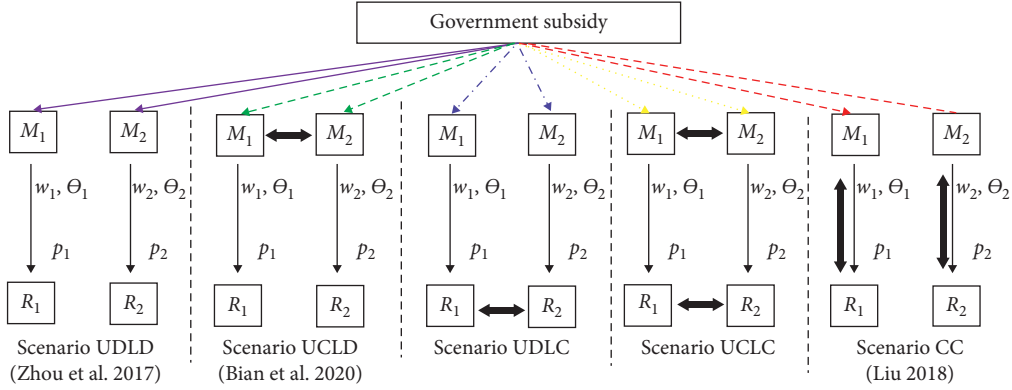 Government subsidy
M1 M2 M1 M2 M1 M2 M1 M2 M1 M2
w1, Θ1 w2, Θ2 w1, Θ1 w2, Θ2 w1, Θ1 w2, Θ2 w1, Θ1 w2, Θ2 w1, Θ1 w2, Θ2
p1 p2 p1 p2 p1 p2 p1 p2 p1 p2
R1 R2 R1 R2 R1 R2 R1 R2 R1 R2
Scenario UDLD Scenario UCLD Scenario UDLC Scenario UCLC Scenario CC
(Zhou et al. 2017) (Bian et al. 2020) (Liu 2018)